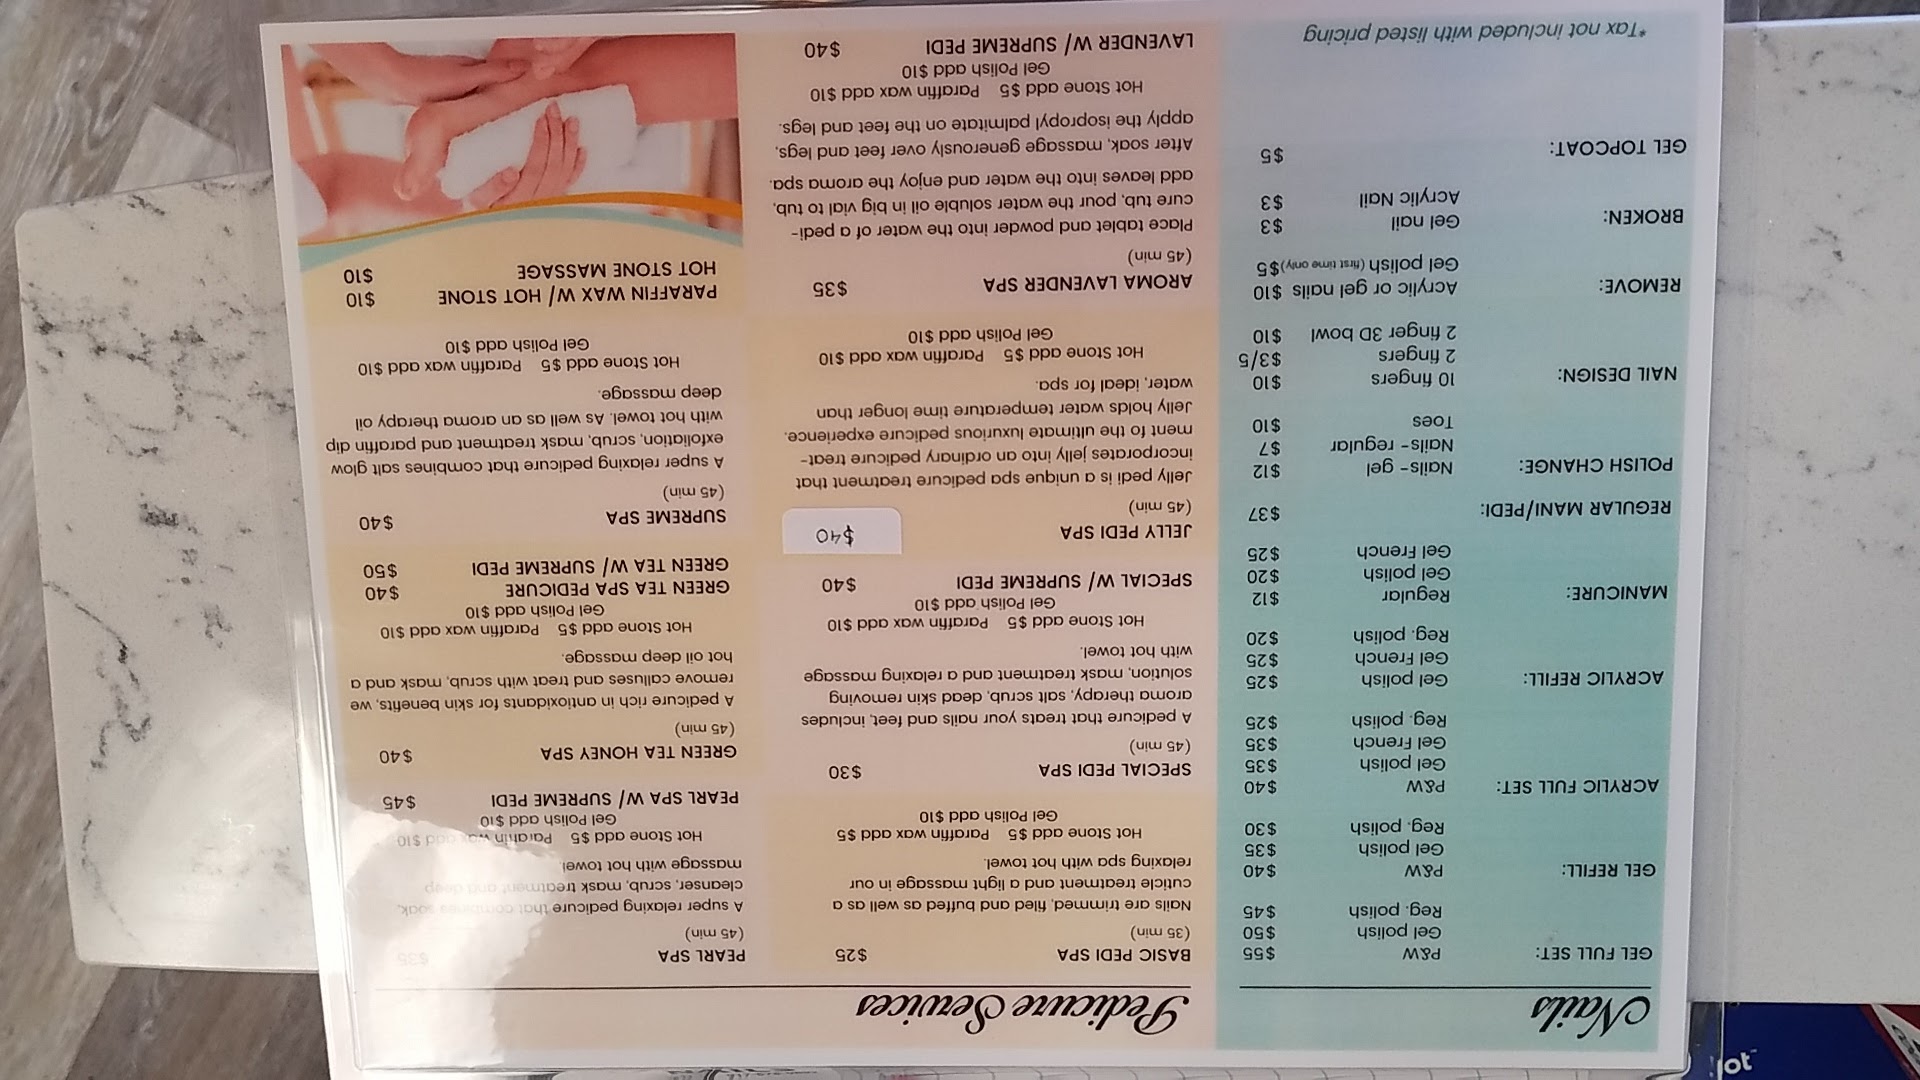 Nails
GEL FULL SET: P&W $55
Gel polish $50
Reg. polish $45
GEL REFILL: P&W $40
Gel polish $35
Reg. polish $30
ACRYLIC FULL SET: P&W $40
Gel polish $35
Gel French $35
Reg. polish $25
ACRYLIC REFILL: Gel polish $25
Gel French $25
Reg. polish $20
MANICURE: Regular $12
Gel polish $20
Gel French $25
REGULAR MANI/PEDI: $37
POLISH CHANGE: Nails- gel $12
Nails- regular $7
Toes $10
NAIL DESIGN: 10 fingers $10
2 fingers $3/5
2 finger 3D bowl $10
REMOVE: Acrylic or gel nails $10
Gel polish (first time only) $5
BROKEN: Gel nail $3
Acrylic Nail $3
GEL TOPCOAT: $5
*Tax not included with listed pricing
Pedicure Services
BASIC PEDI SPA $25
(35 min)
Nails are trimmed, filed and buffed as well as a
cuticle treatment and a light massage in our
relaxing spa with hot towel.
Hot Stone add $5 Paraffin wax add $5
Gel Polish add $10
SPECIAL PEDI SPA $30
(45 min)
A pedicure that treats your nails and feet, includes
aroma therapy, salt scrub, dead skin removing
solution, mask treatment and a relaxing massage
with hot towel.
Hot Stone add $5 Paraffin wax add $10
Gel Polish add $10
SPECIAL W/ SUPREME PEDI $40
JELLY PEDI SPA $40
(45 min)
Jelly pedi is a unique spa pedicure treatment that
incorporates jelly into an ordinary pedicure treat-
ment fo the ultimate luxurious pedicure experience.
Jelly holds water temperature time longer than
water, ideal for spa.
Hot Stone add $5 Paraffin wax add $10
Gel Polish add $10
AROMA LAVENDER SPA $35
(45 min)
Place tablet and powder into the water of a pedi-
cure tub, pour the water soluble oil in big vial to tub,
add leaves into the water and enjoy the aroma spa.
After soak, massage generously over feet and legs,
apply the isopropyl palmitate on the feet and legs.
Hot Stone add $5 Paraffin wax add $10
Gel Polish add $10
LAVENDER W/ SUPREME PEDI $40
PEARL SPA $35
(45 min)
A super relaxing pedicure that combines soak,
cleanser, scrub, mask treatment and deep
massage with hot towel
Hot Stone add $5 Paraffin wax add $10
Gel Polish add $10
PEARL SPA W/ SUPREME PEDI $45
GREEN TEA HONEY SPA $40
(45 min)
A pedicure rich in antioxidants for skin benefits, we
remove calluses and treat with scrub, mask and a
hot oil deep massage.
Hot Stone add $5 Paraffin wax add $10
Gel Polish add $10
GREEN TEA SPA PEDICURE $40
GREEN TEA W/ SUPREME PEDI $50
SUPREME SPA $40
(45 min)
A super relaxing pedicure that combines salt glow
exfoliation, scrub, mask treatment and paraffin dip
with hot towel. As well as an aroma therapy oil
deep massage.
Hot Stone add $5 Paraffin wax add $10
Gel Polish add $10
PARAFFIN WAX W/ HOT STONE $10
HOT STONE MASSAGE $10